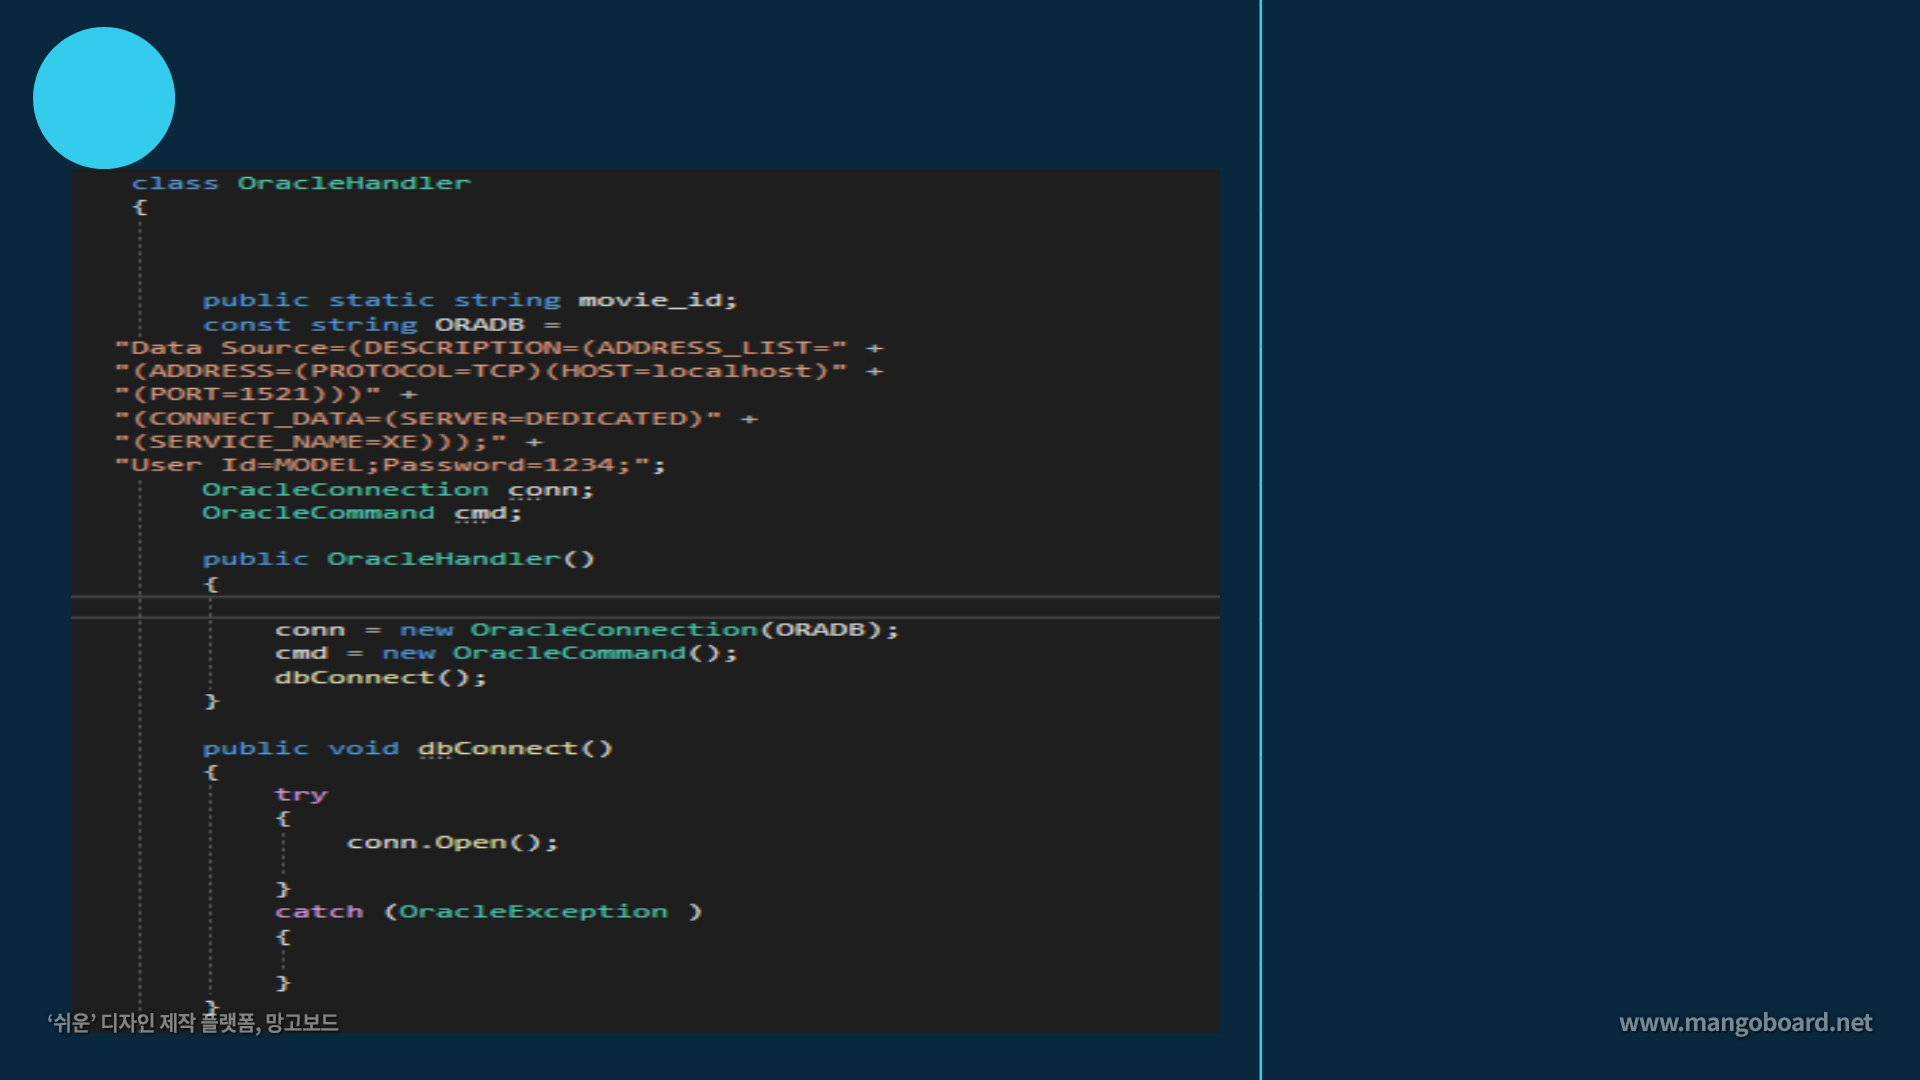 class OracleHandler
{
public static string movie_id;
const string ORADB =
"Data Source=(DESCRIPTION=(ADDRESS_LIST=" +
"(ADDRESS=(PROTOCOL=TCP)(HOST=localhost)" +
"(PORT=1521)))" +
"(CONNECT_DATA=(SERVER=DEDICATED)" +
"(SERVICE_NAME=XE)));" +
"User Id=MODEL;Password=1234;";
OracleConnection conn;
OracleCommand cmd;
public OracleHandler()
{
conn = new OracleConnection(ORADB);
cmd = new OracleCommand();
dbConnect();
}
public void dbConnect()
{
try
{
conn.Open();
}
catch (OracleException )
{
}
}
‘쉬운’ 디자인 제작 플랫폼, 망고보드
www.mangoboard.net